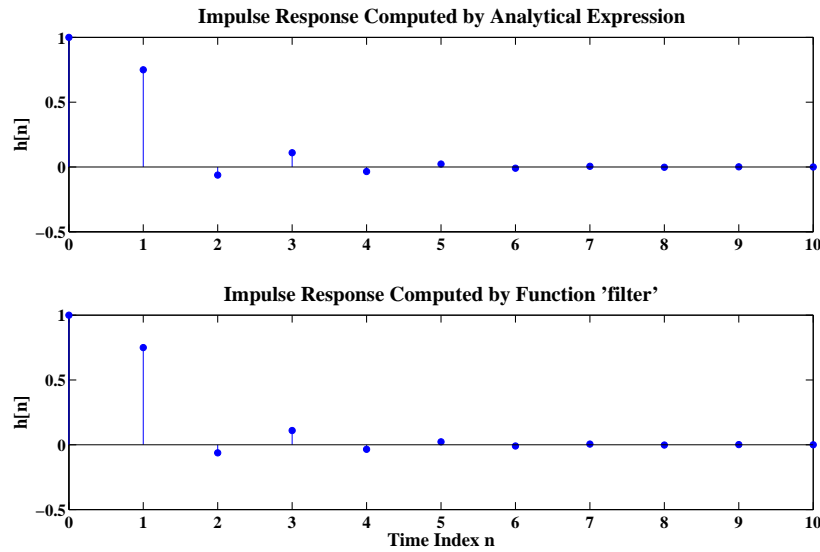 Impulse Response Computed by Analytical Expression
1
0.5
0
−0.5
h[n]
0 1 2 3 4 5 6 7 8 9 10
Impulse Response Computed by Function ’filter’
1
0.5
0
−0.5
h[n]
0 1 2 3 4 5 6 7 8 9 10
Time Index n